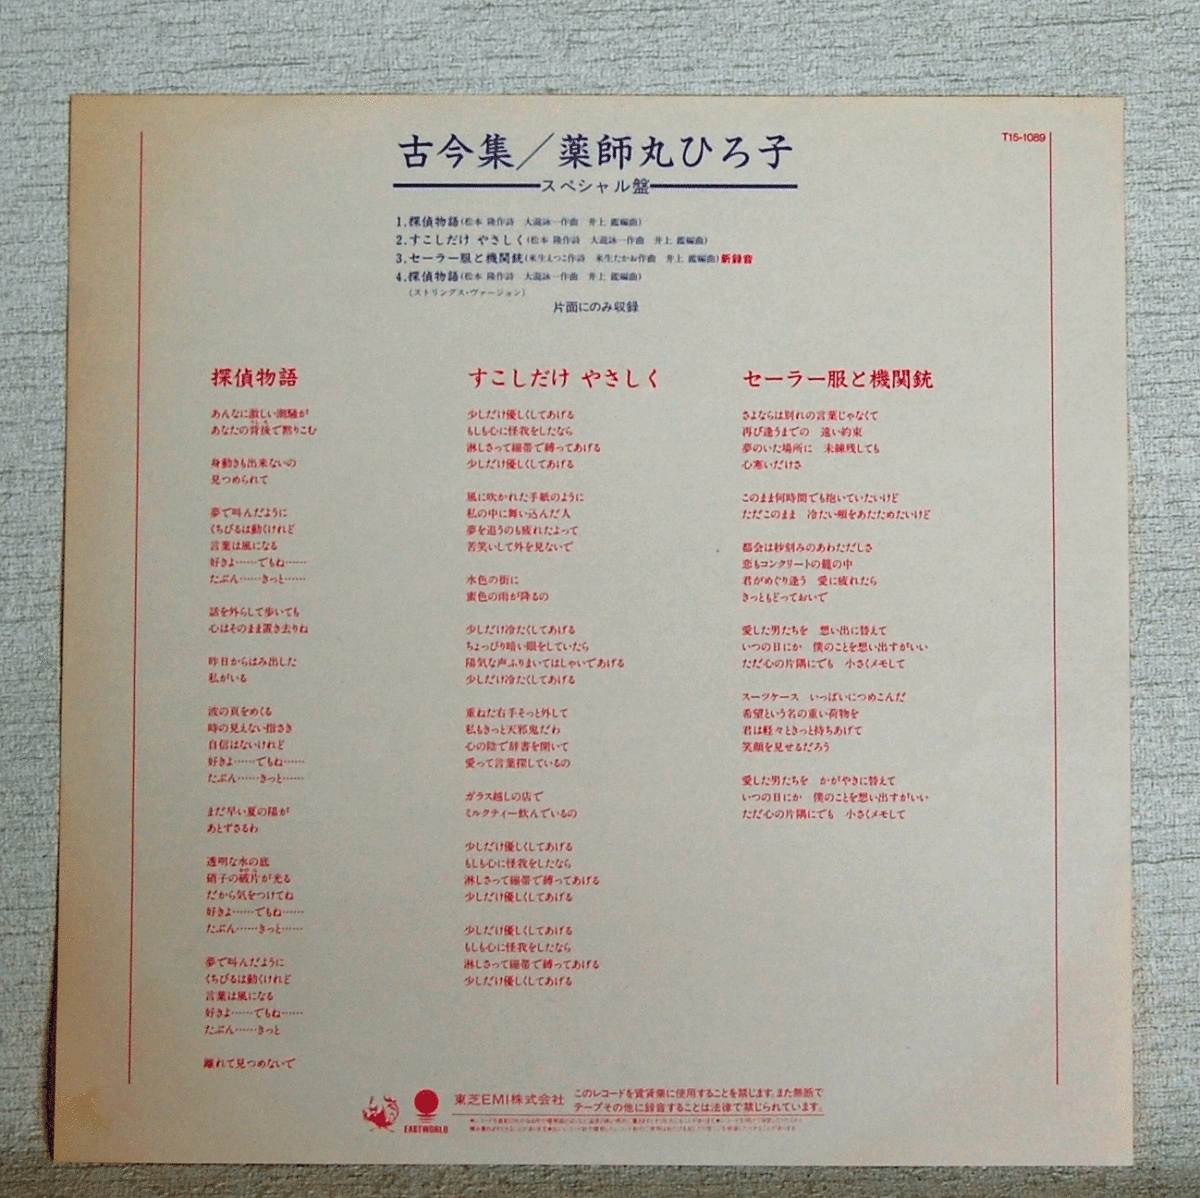 T15-1089
古今集／薬師丸ひろ子
スペシャル盤
1.探偵物語(松本 隆作詩　大瀧詠一作曲　井上 鑑編曲)
2.すこしだけ やさしく(松本 隆作詩　大瀧詠一作曲　井上 鑑編曲)
3.セーラー服と機関銃(来生えつこ作詩　来生たかお作曲　井上 鑑編曲)新録音
4.探偵物語(松本 隆作詩　大瀧詠一作曲　井上 鑑編曲)
(ストリングス・ヴァージョン)
片面にのみ収録
探偵物語
あんなに激しい潮騒が
あなたの背後で黙りこむ
身動きも出来ないの
見つめられて
夢で叫んだように
くちびるは動くけれど
言葉は風になる
好きよ……でもね……
たぶん……きっと……
話を外らして歩いても
心はそのまま置き去りね
昨日からはみ出した
私がいる
波の頁をめくる
時の見えない指さき
自信はないけれど
好きよ……でもね……
たぶん……きっと……
まだ早い夏の陽が
あとずさるわ
透明な水の底
硝子の破片が光る
だから気をつけてね
好きよ……でもね……
たぶん……きっと……
夢で叫んだように
くちびるは動くけれど
言葉は風になる
好きよ……でもね……
たぶん……きっと
離れて見つめないで
すこしだけ やさしく
少しだけ優しくしてあげる
もしも心に怪我をしたなら
淋しさって繃帯で縛ってあげる
少しだけ優しくしてあげる
風に吹かれた手紙のように
私の中に舞い込んだ人
夢を追うのも疲れたよって
苦笑いして外を見ないで
水色の街に
蜜色の雨が降るの
少しだけ冷たくしてあげる
ちょっぴり暗い眼をしていたら
陽気な声ふりまいてはしゃいであげる
少しだけ冷たくしてあげる
重ねた右手そっと外して
私もきっと天邪鬼だわ
心の陰で辞書を開いて
愛って言葉探しているの
ガラス越しの店で
ミルクティー飲んでいるの
少しだけ優しくしてあげる
もしも心に怪我をしたなら
淋しさって繃帯で縛ってあげる
少しだけ優しくしてあげる
少しだけ優しくしてあげる
もしも心に怪我をしたなら
淋しさって繃帯で縛ってあげる
少しだけ優しくしてあげる
セーラー服と機関銃
さよならは別れの言葉じゃなくて
再び逢うまでの　遠い約束
夢のいた場所に　未練残しても
心寒いだけさ
このまま何時間でも抱いていたいけど
ただこのまま　冷たい頬をあたためたいけど
都会は秒刻みのあわただしさ
恋もコンクリートの籠の中
君がめぐり逢う　愛に疲れたら
きっともどっておいで
愛した男たちを　想い出に替えて
いつの日にか　僕のことを想い出すがいい
ただ心の片隅にでも　小さくメモして
スーツケース　いっぱいにつめこんだ
希望という名の重い荷物を
君は軽々ときっと持ちあげて
笑顔を見せるだろう
愛した男たちを　かがやきに替えて
いつの日にか　僕のことを想い出すがいい
ただ心の片隅にでも　小さくメモして
EASTWORLD
東芝EMI株式会社
このレコードを賃貸業に使用することを禁じます。また無断で
テープその他に録音することは法律で禁じられています。